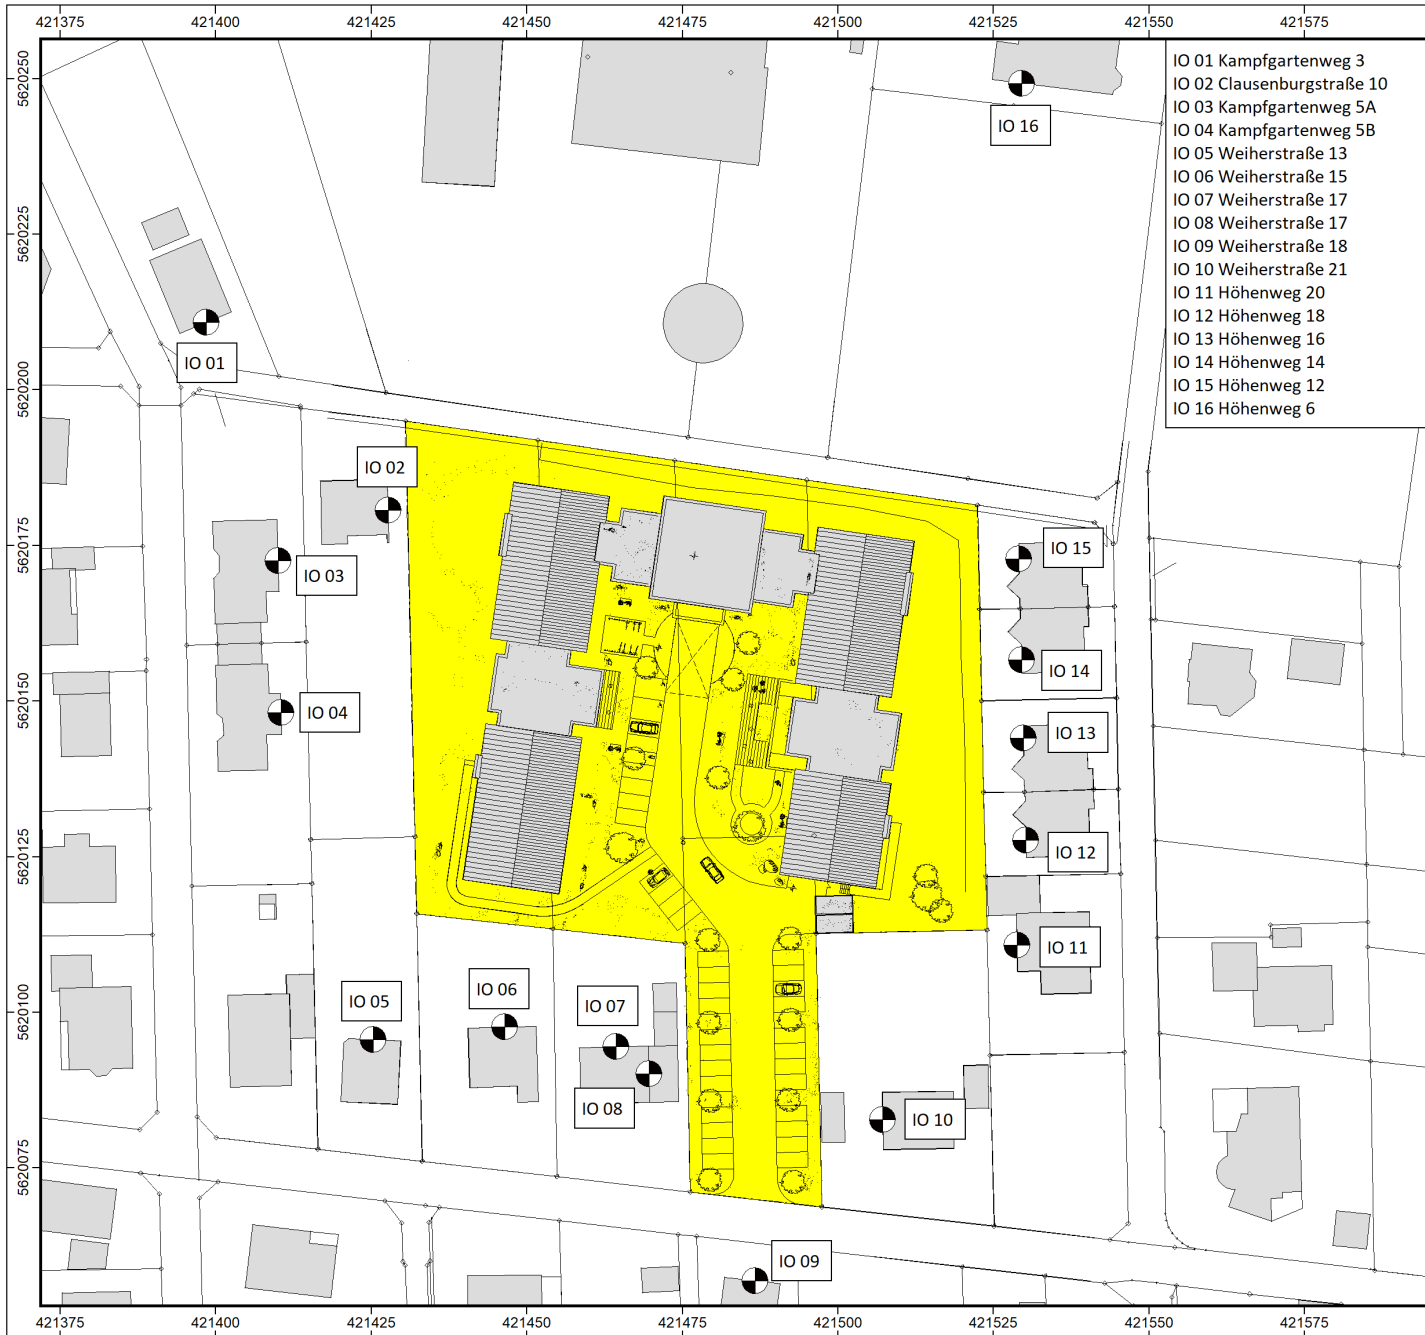 421375 421400 421425 421450 421475 421500 421525 421550 421575
5620250
5620225
5620200
5620175
5620150
5620125
5620100
5620075
IO 01 Kampfgartenweg 3
IO 02 Clausenburgstraße 10
IO 03 Kampfgartenweg 5A
IO 04 Kampfgartenweg 5B
IO 05 Weiherstraße 13
IO 06 Weiherstraße 15
IO 07 Weiherstraße 17
IO 08 Weiherstraße 17
IO 09 Weiherstraße 18
IO 10 Weiherstraße 21
IO 11 Höhenweg 20
IO 12 Höhenweg 18
IO 13 Höhenweg 16
IO 14 Höhenweg 14
IO 15 Höhenweg 12
IO 16 Höhenweg 6
IO 16
IO 01
IO 02
IO 15
IO 03
IO 14
IO 04
IO 13
IO 12
IO 11
IO 06
IO 05
IO 07
IO 08
IO 10
IO 09
421375 421400 421425 421450 421475 421500 421525 421550 421575